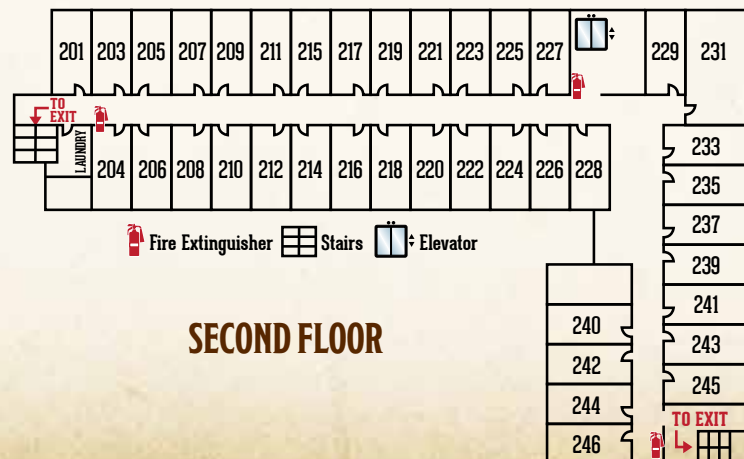 201 203 205 207 209 211 215 217 219 221 223 225 227 229 231
TO
EXIT
LAUNDRY
204 206 208 210 212 214 216 218 220 222 224 226 228
233
235
237
239
241
243
245
Fire Extinguisher Stairs Elevator
SECOND FLOOR
240
242
244
246
TO EXIT